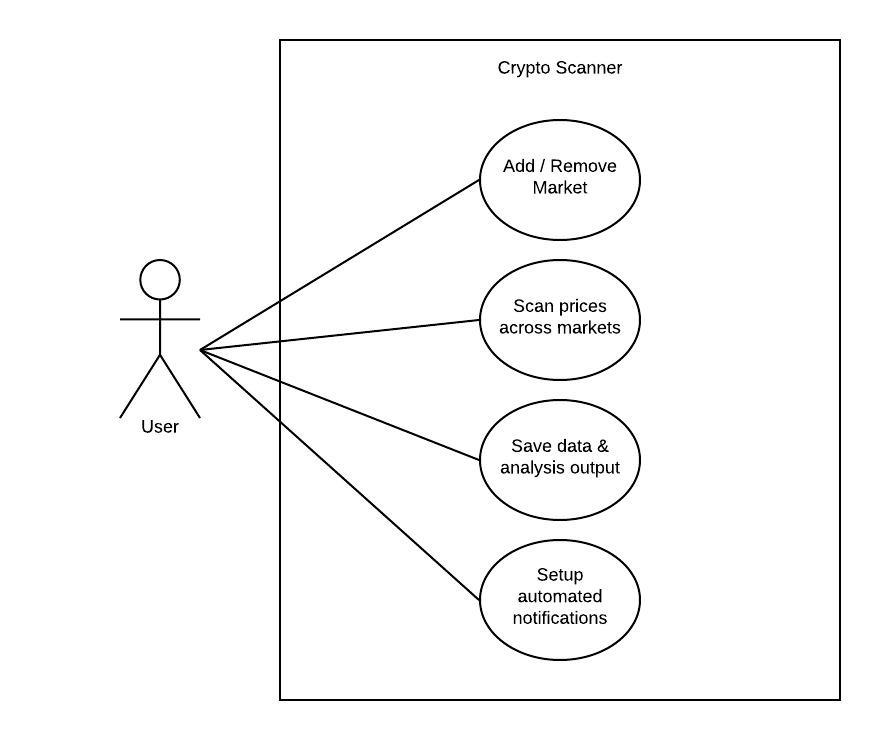 Crypto Scanner
Add / Remove
Market
Scan prices
across markets
User
Save data &
analysis output
Setup
automated
notifications